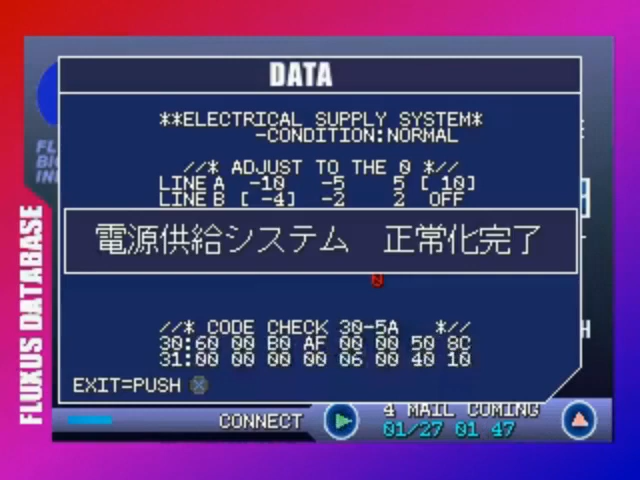 DATA
**ELECTRICAL SUPPLY SYSTEM*
-CONDITION:NORMAL
//* ADJUST TO THE 0 *//
LINE A -10 -5 5 [ 10]
LINE B [ -4] -2 2 OFF
電源供給システム 正常化完了
0
//* CODE CHECK 30-5A *//
30:60 00 B0 AF 00 00 50 8C
31:00 00 00 00 06 00 40 10
EXIT=PUSH
FLUXUS DATABASE
CONNECT
4 MAIL COMING
01/27 01 47